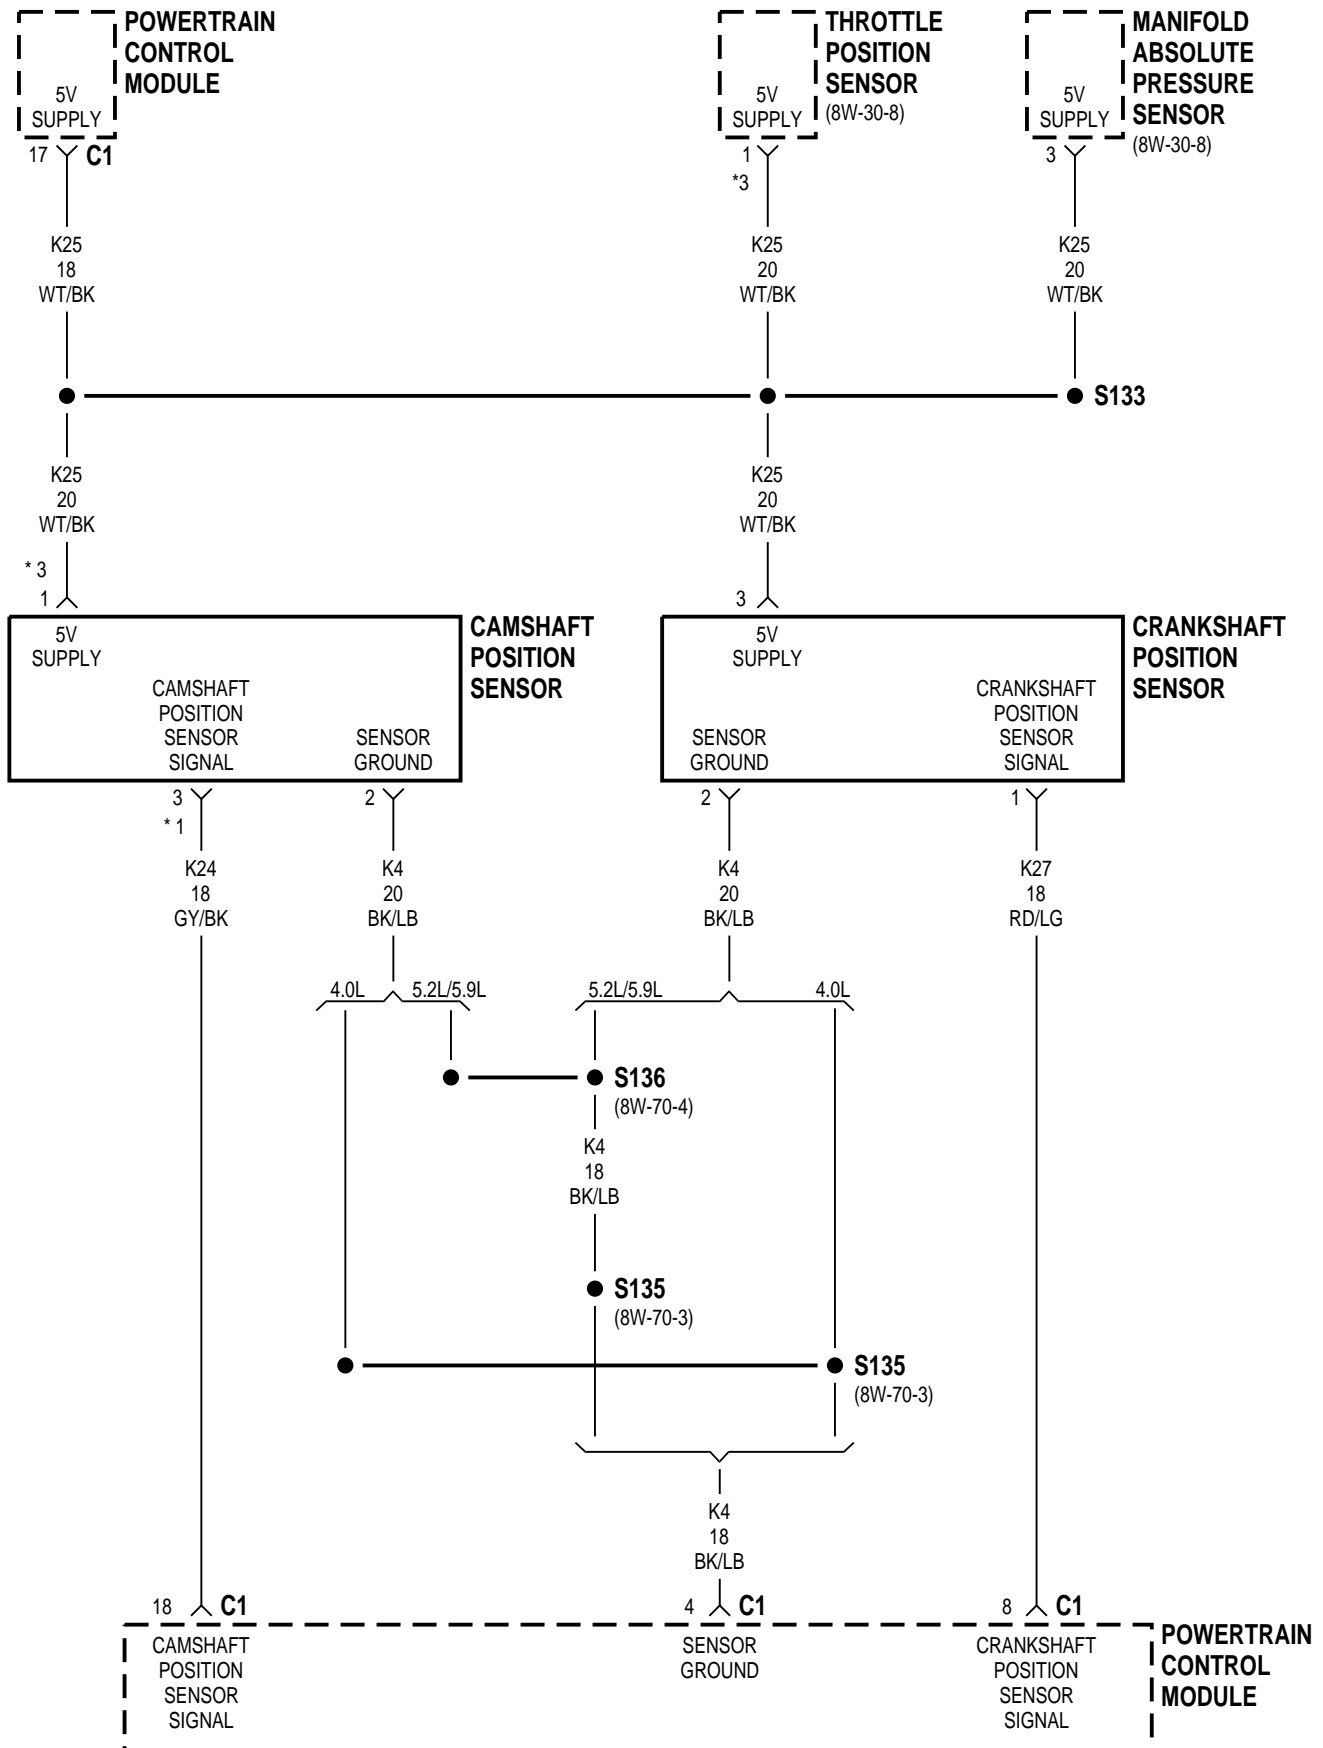 POWERTRAIN
CONTROL
MODULE
5V
SUPPLY
17
C1
THROTTLE
POSITION
SENSOR
(8W-30-8)
5V
SUPPLY
1
*3
MANIFOLD
ABSOLUTE
PRESSURE
SENSOR
(8W-30-8)
5V
SUPPLY
3
K25
18
WT/BK
K25
20
WT/BK
K25
20
WT/BK
S133
K25
20
WT/BK
K25
20
WT/BK
* 3
1
3
5V
SUPPLY
CAMSHAFT
POSITION
SENSOR
SIGNAL
SENSOR
GROUND
CAMSHAFT
POSITION
SENSOR
5V
SUPPLY
SENSOR
GROUND
CRANKSHAFT
POSITION
SENSOR
SIGNAL
CRANKSHAFT
POSITION
SENSOR
3
* 1
2
2
1
K24
18
GY/BK
K4
20
BK/LB
K4
20
BK/LB
K27
18
RD/LG
4.0L
5.2L/5.9L
5.2L/5.9L
4.0L
S136
(8W-70-4)
K4
18
BK/LB
S135
(8W-70-3)
S135
(8W-70-3)
K4
18
BK/LB
18
C1
4
C1
8
C1
CAMSHAFT
POSITION
SENSOR
SIGNAL
SENSOR
GROUND
CRANKSHAFT
POSITION
SENSOR
SIGNAL
POWERTRAIN
CONTROL
MODULE